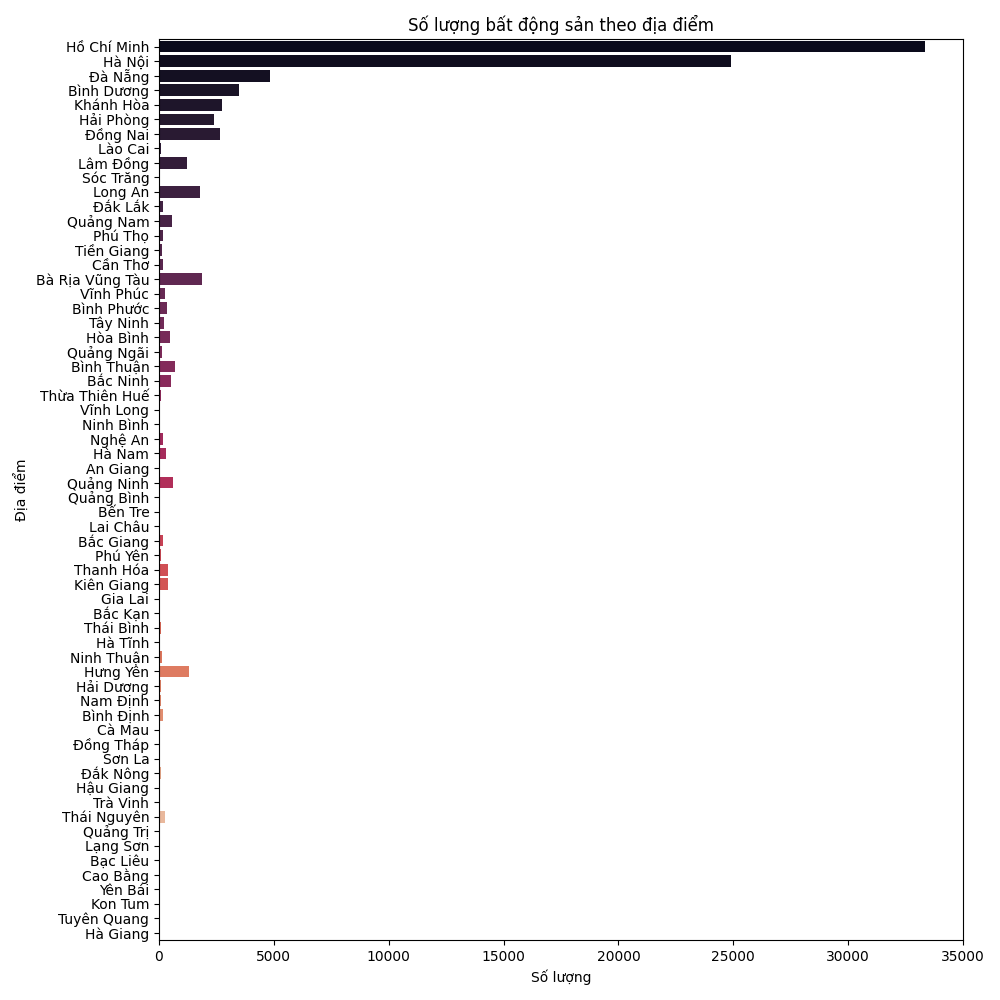 Số lượng bất động sản theo địa điểm
Hồ Chí Minh
Hà Nội
Đà Nẵng
Bình Dương
Khánh Hòa
Hải Phòng
Đồng Nai
Lào Cai
Lâm Đồng
Sóc Trăng
Long An
Đắk Lắk
Quảng Nam
Phú Thọ
Tiền Giang
Cần Thơ
Bà Rịa Vũng Tàu
Vĩnh Phúc
Bình Phước
Tây Ninh
Hòa Bình
Quảng Ngãi
Bình Thuận
Bắc Ninh
Thừa Thiên Huế
Vĩnh Long
Ninh Bình
Nghệ An
Hà Nam
An Giang
Quảng Ninh
Quảng Bình
Bến Tre
Lai Châu
Bắc Giang
Phú Yên
Thanh Hóa
Kiên Giang
Gia Lai
Bắc Kạn
Thái Bình
Hà Tĩnh
Ninh Thuận
Hưng Yên
Hải Dương
Nam Định
Bình Định
Cà Mau
Đồng Tháp
Sơn La
Đắk Nông
Hậu Giang
Trà Vinh
Thái Nguyên
Quảng Trị
Lạng Sơn
Bạc Liêu
Cao Bằng
Yên Bái
Kon Tum
Tuyên Quang
Hà Giang
Địa điểm
0 5000 10000 15000 20000 25000 30000 35000
Số lượng